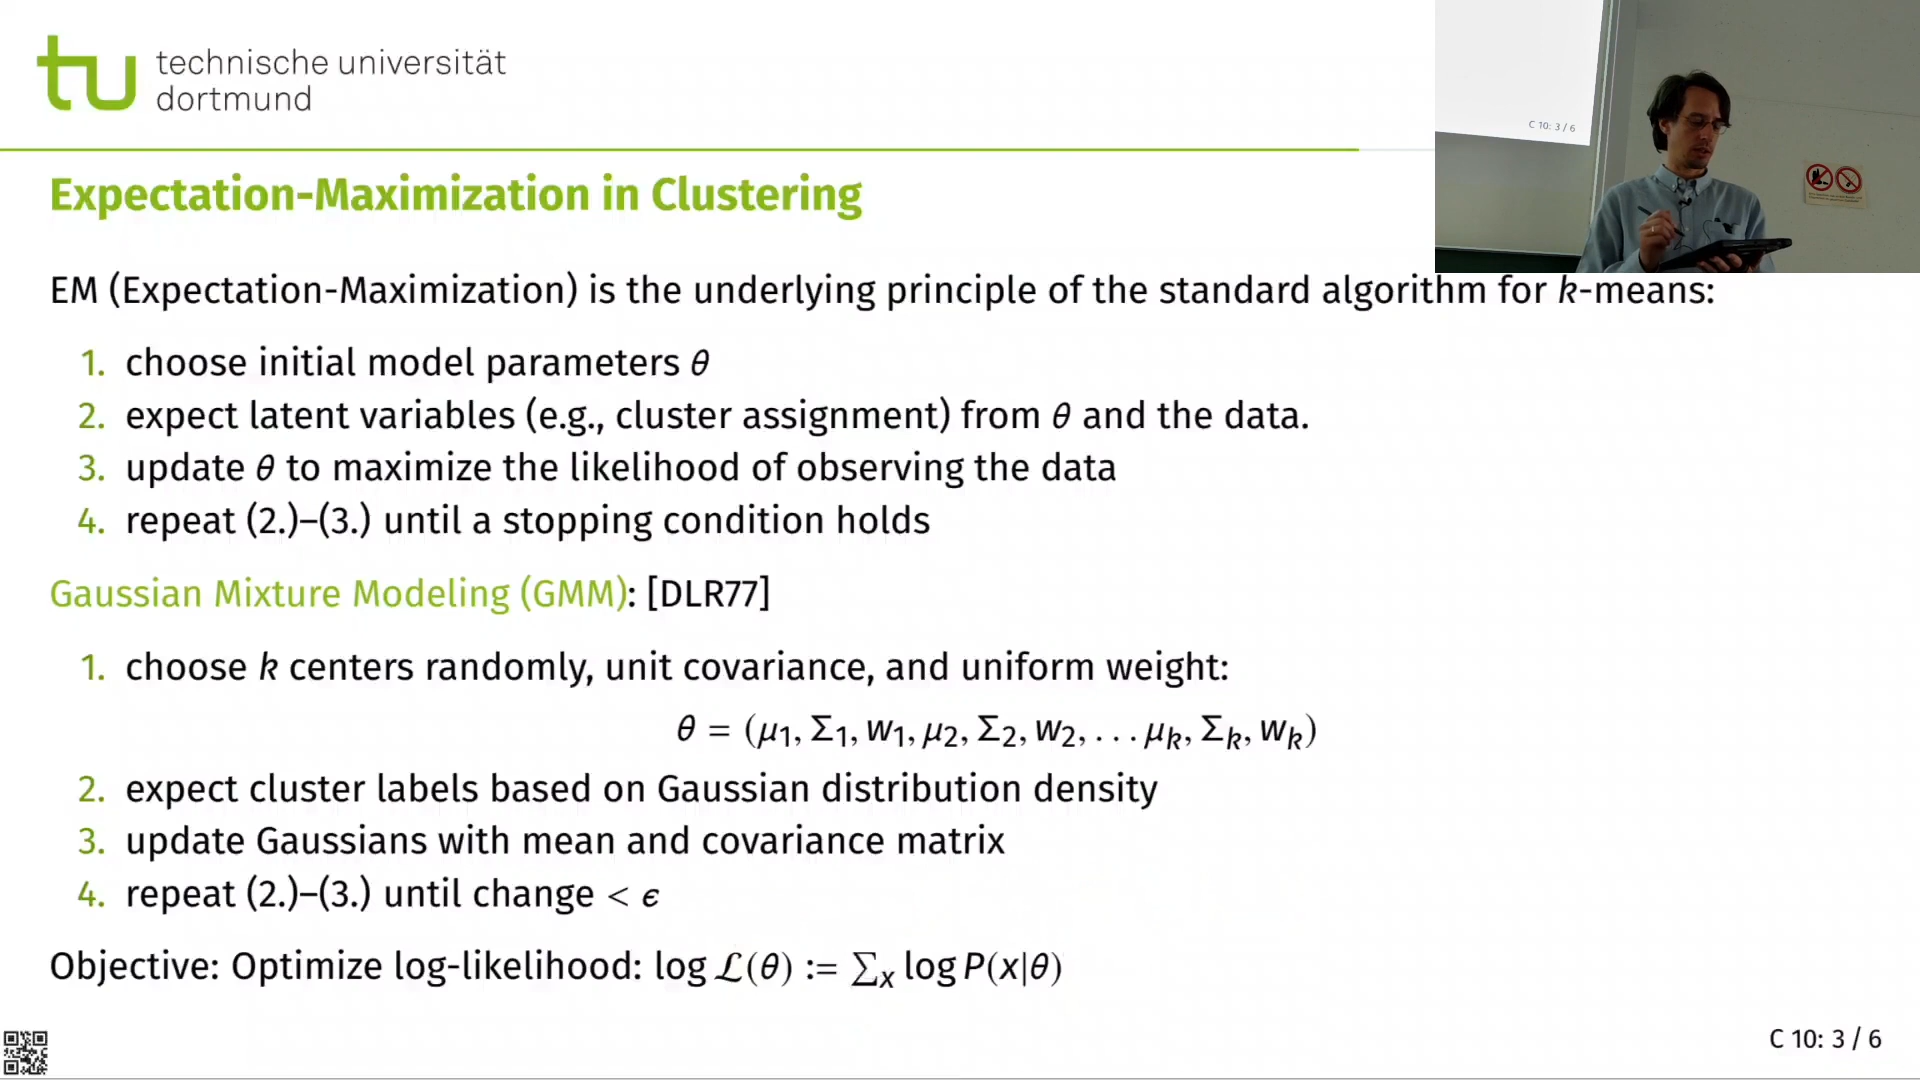 technische universität
dortmund
C 10: 3 / 6
Expectation-Maximization in Clustering
EM (Expectation-Maximization) is the underlying principle of the standard algorithm for k-means:
1. choose initial model parameters θ
2. expect latent variables (e.g., cluster assignment) from θ and the data.
3. update θ to maximize the likelihood of observing the data
4. repeat (2.)–(3.) until a stopping condition holds
Gaussian Mixture Modeling (GMM): [DLR77]
1. choose k centers randomly, unit covariance, and uniform weight:
θ = (μ₁, Σ₁, w₁, μ₂, Σ₂, w₂, . . . μₖ, Σₖ, wₖ)
2. expect cluster labels based on Gaussian distribution density
3. update Gaussians with mean and covariance matrix
4. repeat (2.)–(3.) until change < ϵ
Objective: Optimize log-likelihood: log ℒ(θ) := ∑ₓ log P(x|θ)
C 10: 3 / 6